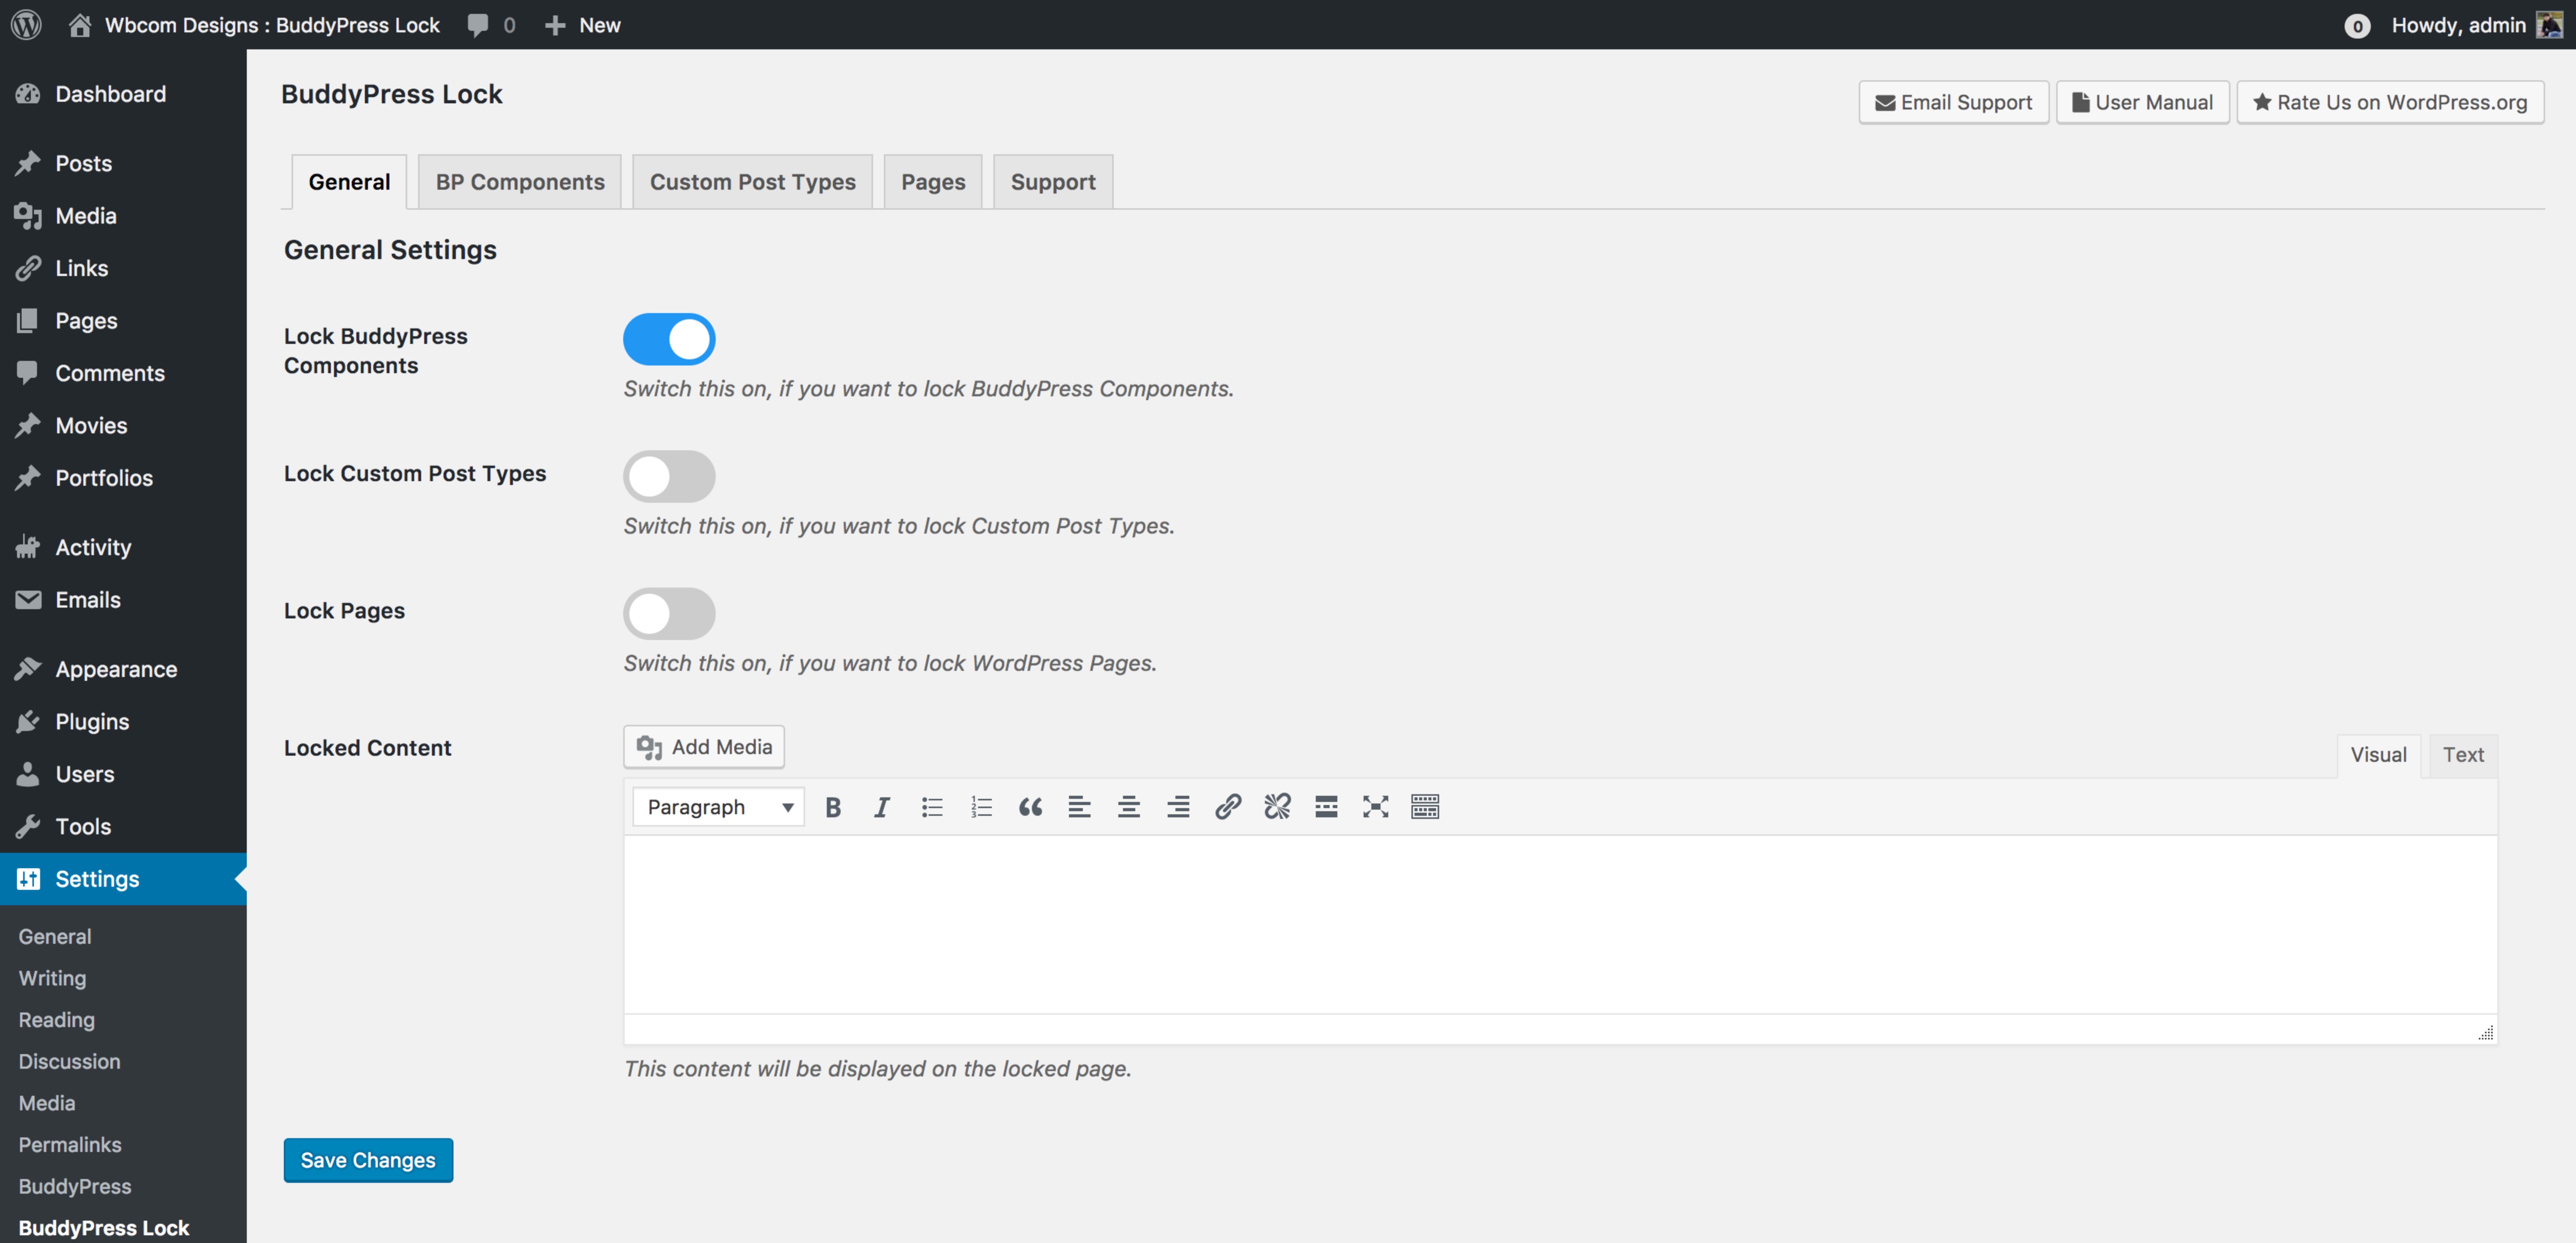 Wbcom Designs : BuddyPress Lock 0 New 0 Howdy, admin
Dashboard
Posts
Media
Links
Pages
Comments
Movies
Portfolios
Activity
Emails
Appearance
Plugins
Users
Tools
Settings
General
Writing
Reading
Discussion
Media
Permalinks
BuddyPress
BuddyPress Lock
BuddyPress Lock
Email Support User Manual Rate Us on WordPress.org
General BP Components Custom Post Types Pages Support
General Settings
Lock BuddyPress
Components
Switch this on, if you want to lock BuddyPress Components.
Lock Custom Post Types
Switch this on, if you want to lock Custom Post Types.
Lock Pages
Switch this on, if you want to lock WordPress Pages.
Locked Content
Add Media
Visual Text
Paragraph B I
This content will be displayed on the locked page.
Save Changes